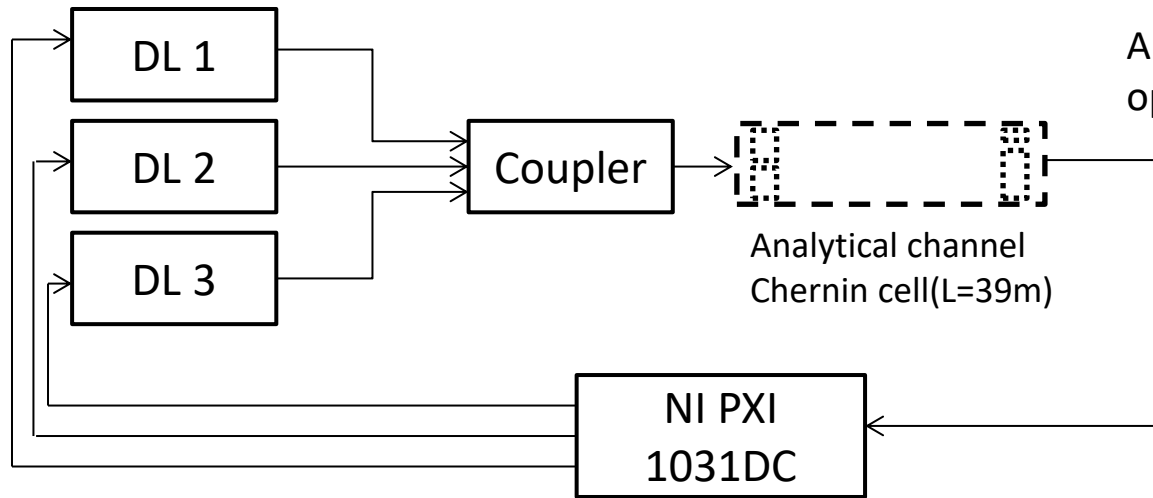 DL 1
DL 2
DL 3
Coupler
Analytical channel
Chernin cell(L=39m)
NI PXI
1031DC